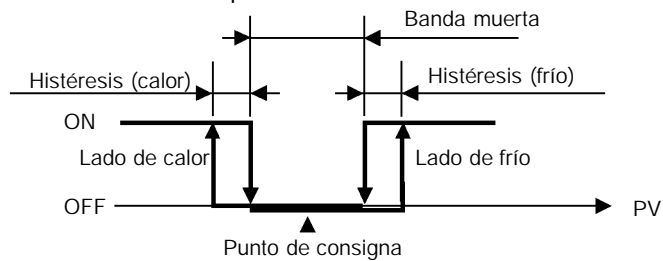 Banda muerta
Histéresis (calor)
Histéresis (frío)
ON
Lado de calor
Lado de frío
OFF
PV
Punto de consigna